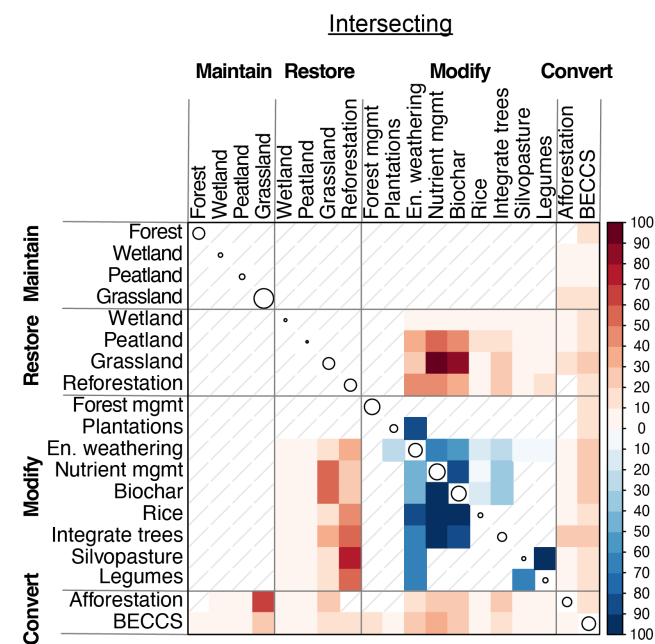 Intersecting
Maintain Restore Modify Convert
Forest
Wetland
Peatland
Grassland
Wetland
Peatland
Grassland
Reforestation
Forest mgmt
Plantations
En. weathering
Nutrient mgmt
Biochar
Rice
Integrate trees
Silvopasture
Legumes
Afforestation
BECCS
Maintain
Forest
Wetland
Peatland
Grassland
Restore
Wetland
Peatland
Grassland
Reforestation
Modify
Forest mgmt
Plantations
En. weathering
Nutrient mgmt
Biochar
Rice
Integrate trees
Silvopasture
Legumes
Convert
Afforestation
BECCS
100
90
80
70
60
50
40
30
20
10
0
10
20
30
40
50
60
70
80
90
100